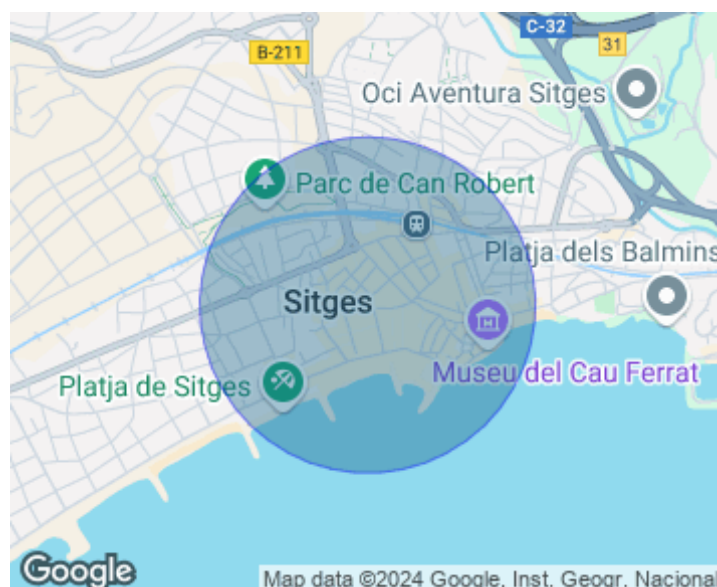 C-32
31
B-211
Oci Aventura Sitges
Parc de Can Robert
Platja dels Balmins
Sitges
Museu del Cau Ferrat
Platja de Sitges
Google
Map data ©2024 Google, Inst. Geogr. Nacional